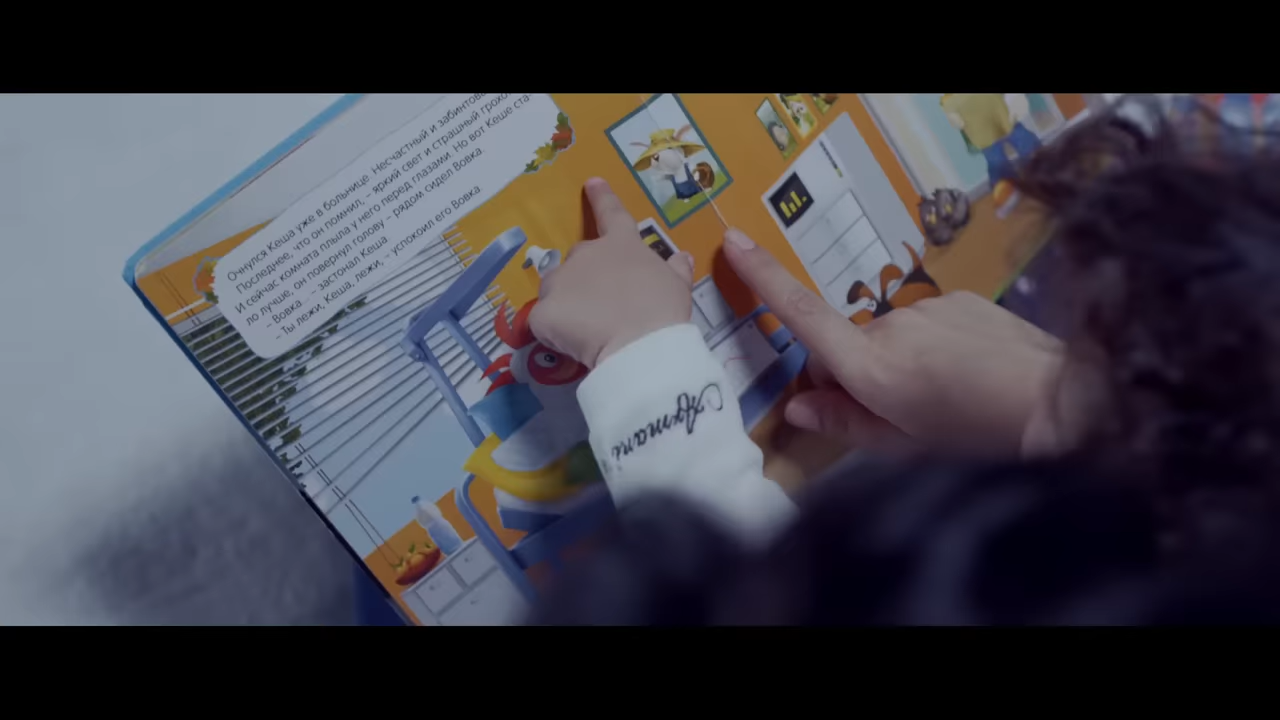 Очнулся Кеша уже в больнице. Несчастный и забинтова
Последнее, что он помнил, – яркий свет и страшный грохо
И сейчас комната плыла у него перед глазами. Но вот Кеше ста-
ло лучше, он повернул голову – рядом сидел Вовка.
– Вовка... – застонал Кеша.
– Ты лежи, Кеша, лежи, – успокоил его Вовка
Armani